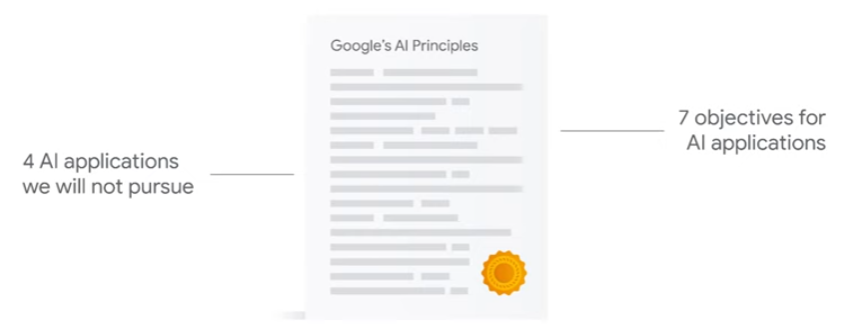 Google's AI Principles
4 AI applications
we will not pursue
7 objectives for
AI applications